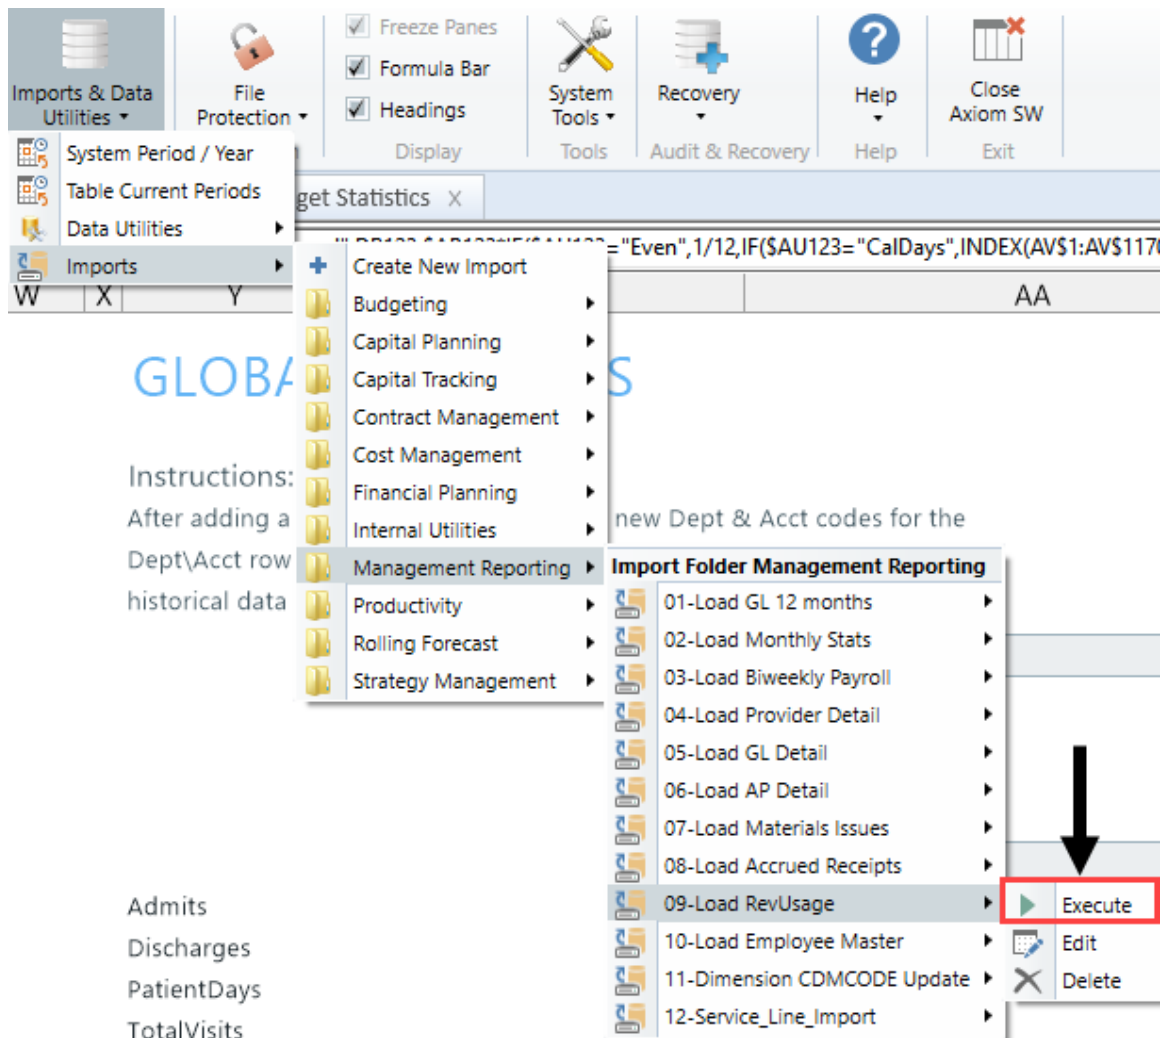 Imports & Data
Utilities
File
Protection
Freeze Panes
Formula Bar
Headings
Display
System
Tools
Tools
Recovery
Audit & Recovery
Help
Help
Close
Axiom SW
Exit
System Period / Year
Table Current Periods
Data Utilities
Imports
get Statistics X
="Even",1/12,IF($AU123="CalDays",INDEX(AV$1:AV$1170
W X Y AA
Create New Import
Budgeting
Capital Planning
Capital Tracking
Contract Management
Cost Management
Financial Planning
Internal Utilities
Management Reporting
Productivity
Rolling Forecast
Strategy Management
GLOBA S
Instructions:
After adding a new Dept & Acct codes for the
Dept\Acct row
historical data
Import Folder Management Reporting
01-Load GL 12 months
02-Load Monthly Stats
03-Load Biweekly Payroll
04-Load Provider Detail
05-Load GL Detail
06-Load AP Detail
07-Load Materials Issues
08-Load Accrued Receipts
09-Load RevUsage
10-Load Employee Master
11-Dimension CDMCODE Update
12-Service_Line_Import
Execute
Edit
Delete
Admits
Discharges
PatientDays
TotalVisits